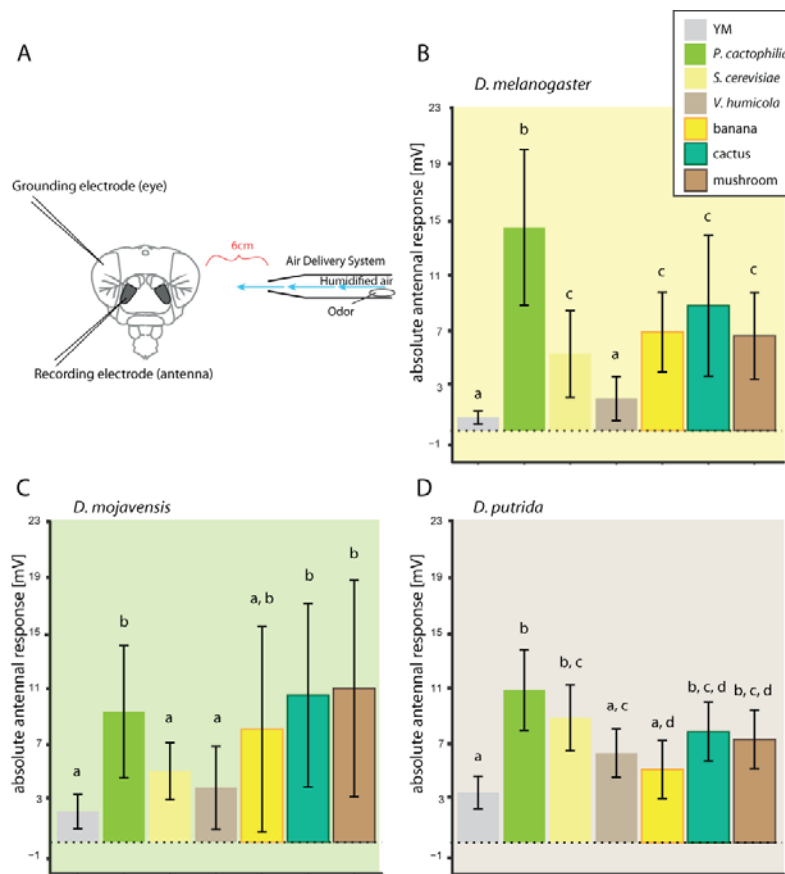 A
Grounding electrode (eye)
6cm
Air Delivery System
Humidified air
Odor
Recording electrode (antenna)
B
D. melanogaster
YM
P. cactophilia
S. cerevisiae
V. humicola
banana
cactus
mushroom
absolute antennal response [mV]
23
19
15
11
7
3
−1
a
b
c
a
c
c
c
C
D. mojavensis
absolute antennal response [mV]
23
19
15
11
7
3
−1
a
b
a
a
a, b
b
b
D
D. putrida
absolute antennal response [mV]
23
19
15
11
7
3
−1
a
b
b, c
a, c
a, d
b, c, d
b, c, d